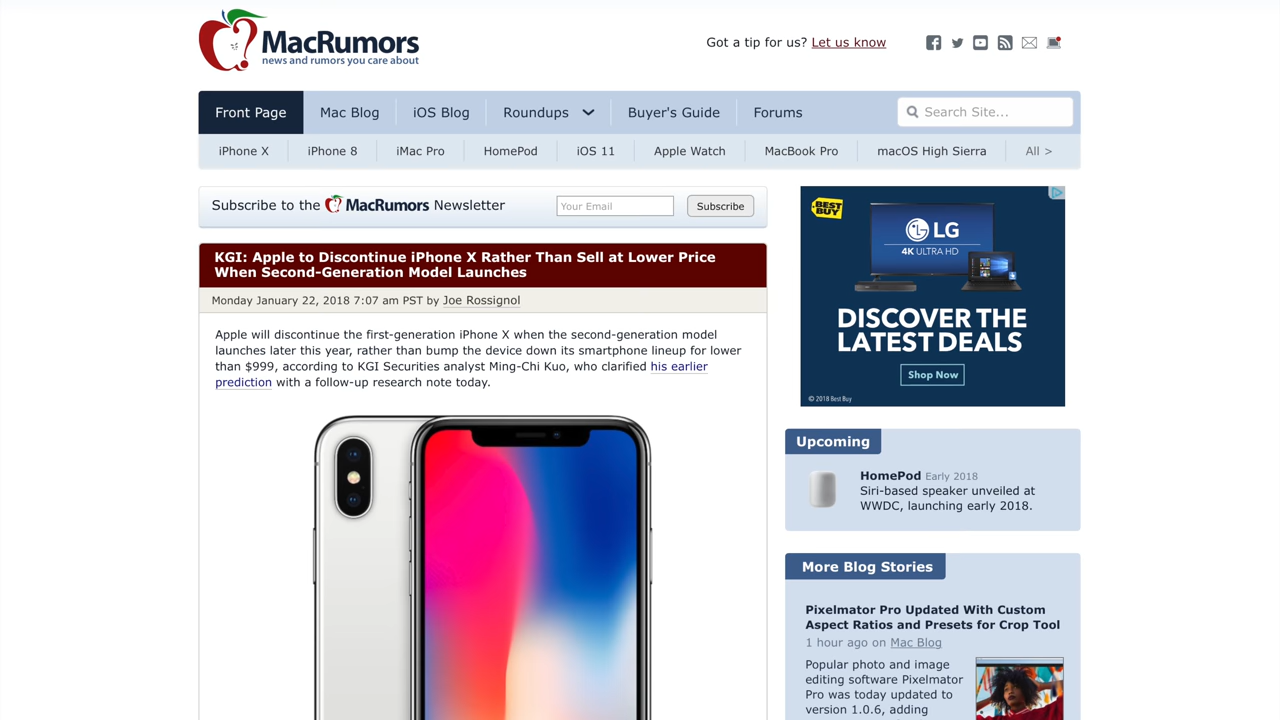 MacRumors
news and rumors you care about
Got a tip for us? Let us know
Front Page
Mac Blog
iOS Blog
Roundups
Buyer's Guide
Forums
Search Site...
iPhone X
iPhone 8
iMac Pro
HomePod
iOS 11
Apple Watch
MacBook Pro
macOS High Sierra
All >
Subscribe to the MacRumors Newsletter
Your Email
Subscribe
KGI: Apple to Discontinue iPhone X Rather Than Sell at Lower Price
When Second-Generation Model Launches
Monday January 22, 2018 7:07 am PST by Joe Rossignol
Apple will discontinue the first-generation iPhone X when the second-generation model
launches later this year, rather than bump the device down its smartphone lineup for lower
than $999, according to KGI Securities analyst Ming-Chi Kuo, who clarified his earlier
prediction with a follow-up research note today.
BEST
BUY
LG
4K ULTRA HD
DISCOVER THE
LATEST DEALS
Shop Now
© 2018 Best Buy
Upcoming
HomePod Early 2018
Siri-based speaker unveiled at
WWDC, launching early 2018.
More Blog Stories
Pixelmator Pro Updated With Custom
Aspect Ratios and Presets for Crop Tool
1 hour ago on Mac Blog
Popular photo and image
editing software Pixelmator
Pro was today updated to
version 1.0.6, adding